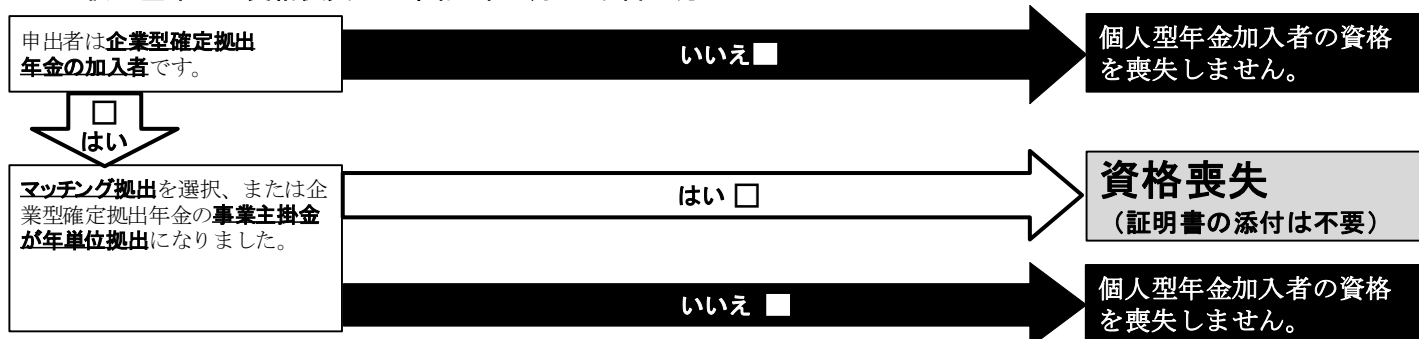 申出者は企業型確定拠出
年金の加入者です。
いいえ■
個人型年金加入者の資格
を喪失しません。
□
はい
マッチング拠出を選択、または企
業型確定拠出年金の事業主掛金
が年単位拠出になりました。
はい □
資格喪失
（証明書の添付は不要）
いいえ ■
個人型年金加入者の資格
を喪失しません。